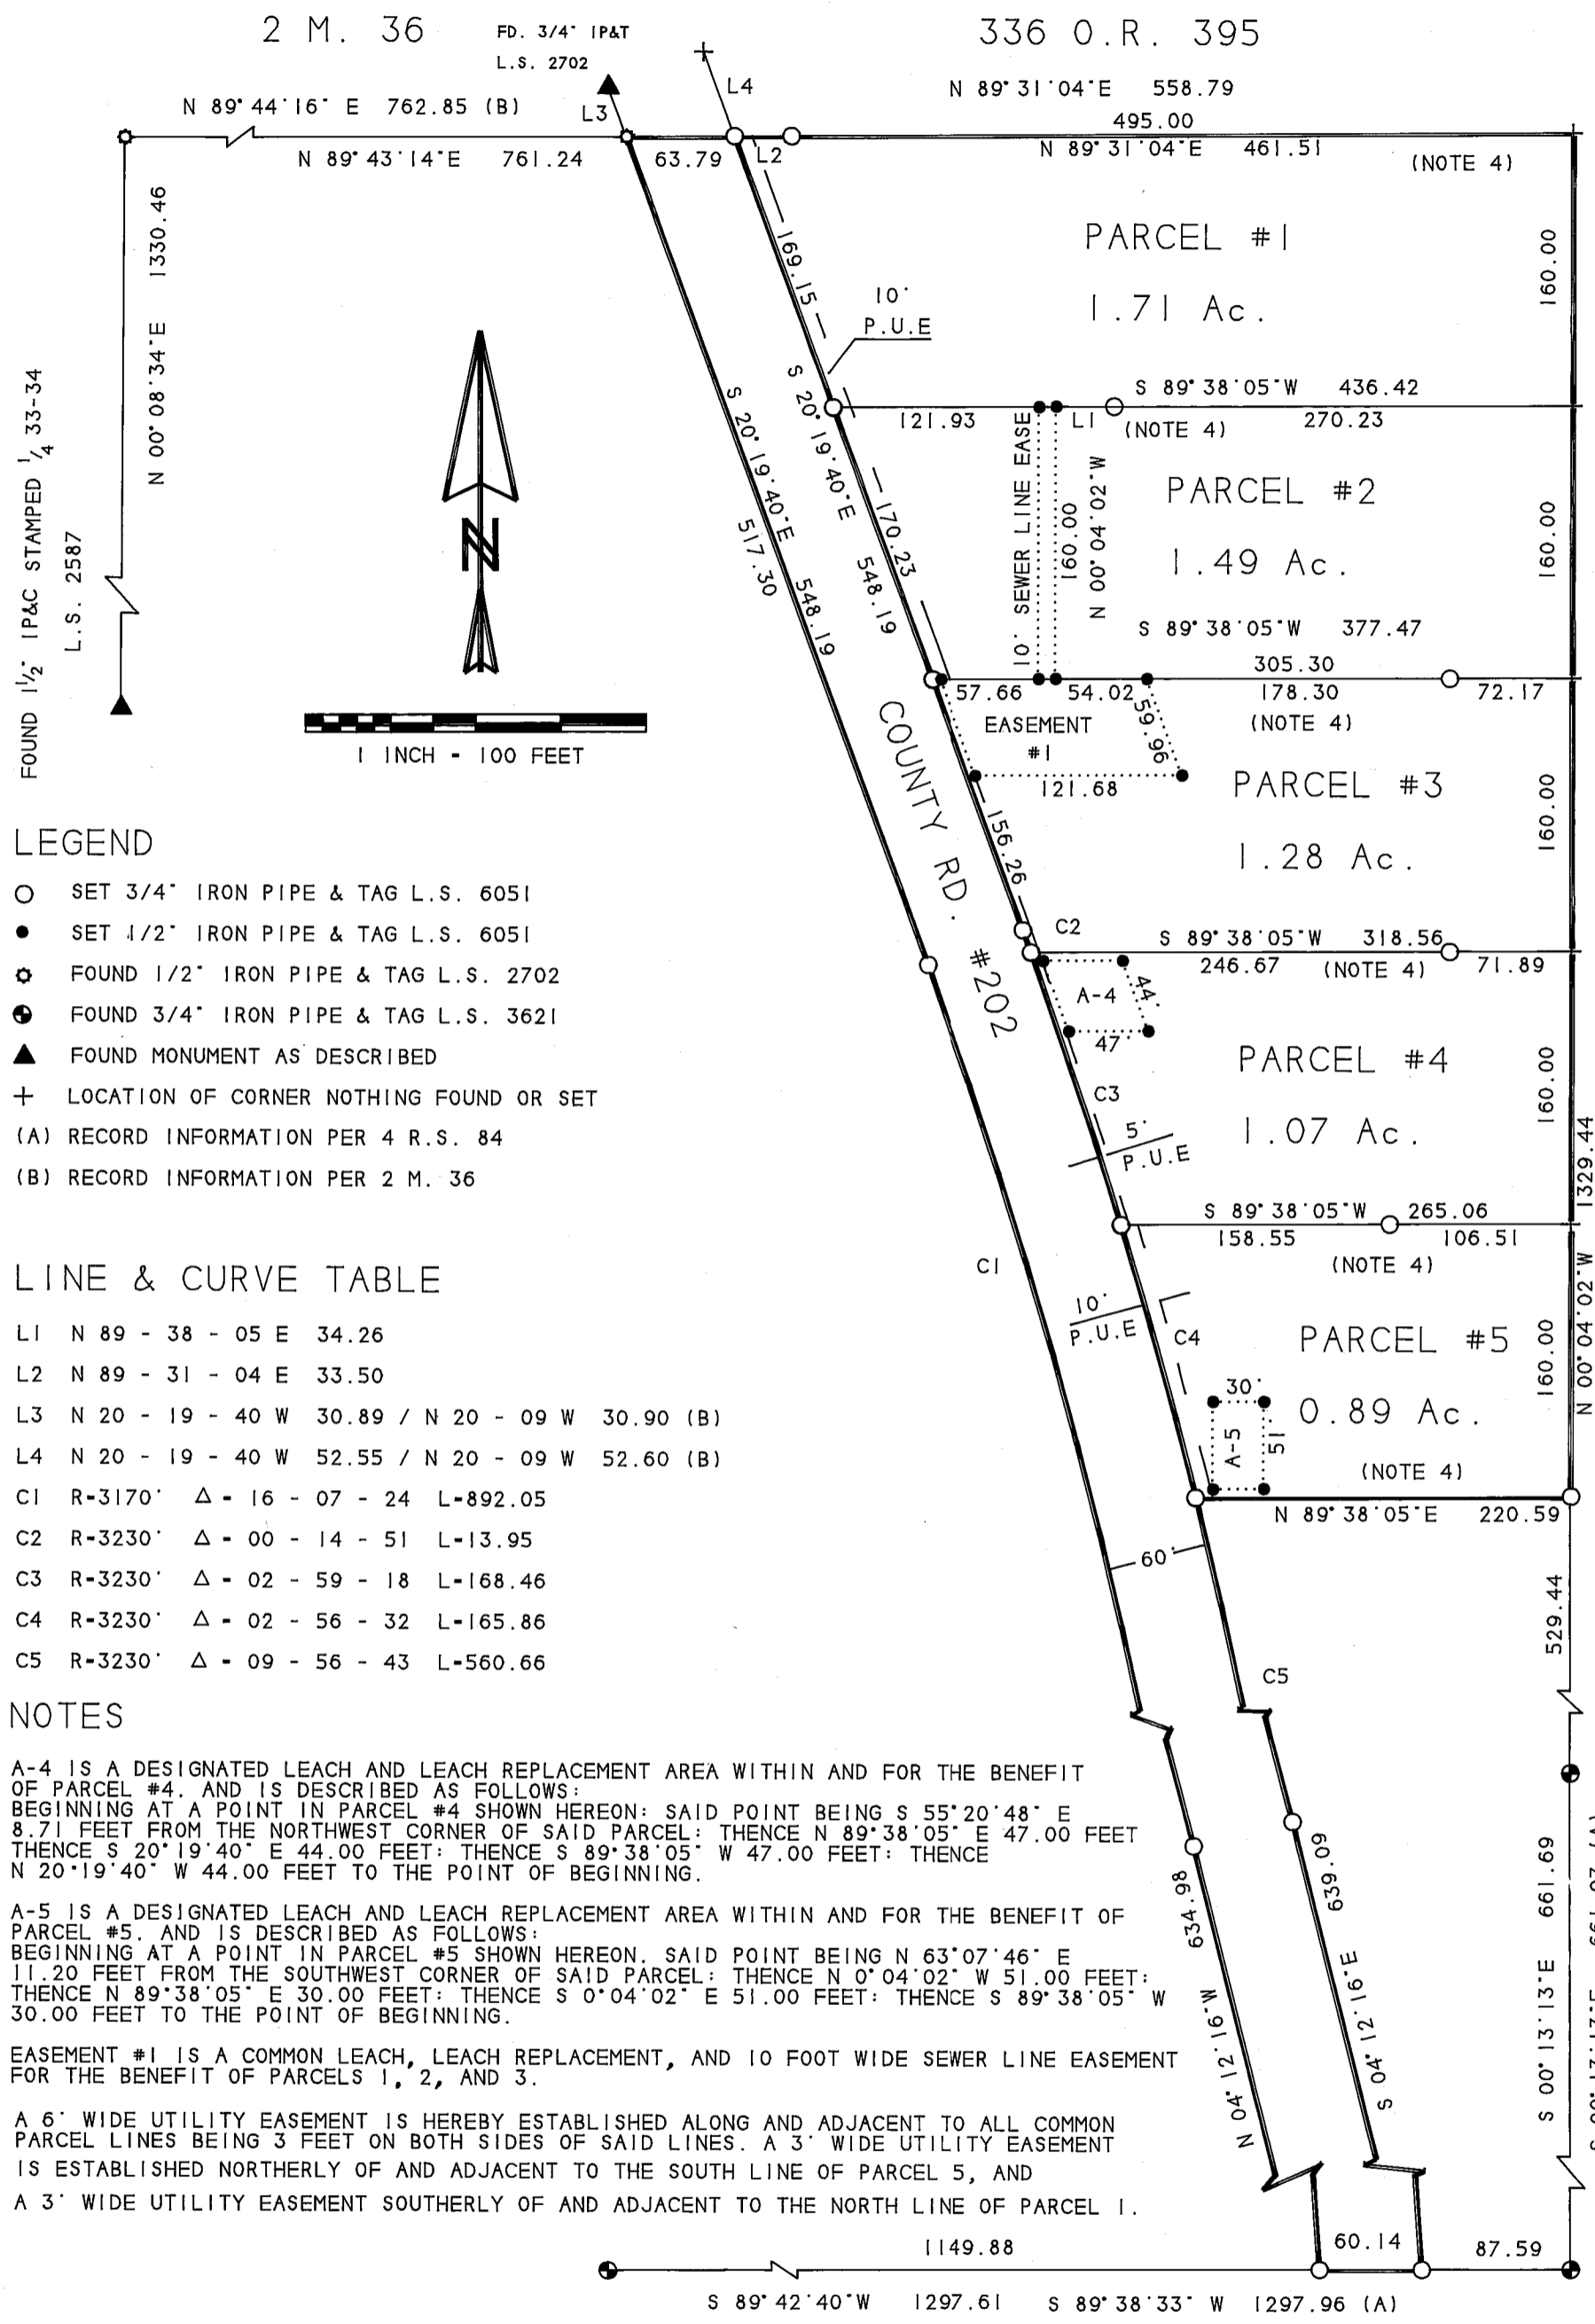 2 M. 36
FD. 3/4" IP&T
L.S. 2702
336 O.R. 395
L4
N 89°31'04"E 558.79
N 89°44'16" E 762.85 (B)
L3
495.00
N 89°43'14"E 761.24
63.79
L2
N 89°31'04"E 461.51
(NOTE 4)
N 00°08'34"E 1330.46
FOUND 1 1/2" IP&C STAMPED 1/4 33-34
L.S. 2587
N
1 INCH - 100 FEET
169.15
10'
P.U.E
PARCEL #1
1.71 Ac.
160.00
S 20°19'40"E 548.19
S 20°19'40"E 548.19
517.30
S 89°38'05"W 436.42
121.93
L1
(NOTE 4)
270.23
10' SEWER LINE EASE
160.00
N 00°04'02"W
170.23
PARCEL #2
1.49 Ac.
160.00
S 89°38'05"W 377.47
305.30
57.66
54.02
178.30
72.17
EASEMENT
#1
59.96
(NOTE 4)
121.68
COUNTY RD. #202
156.26
PARCEL #3
1.28 Ac.
160.00
C2
S 89°38'05"W 318.56
246.67
(NOTE 4)
71.89
A-4
44'
47'
C3
PARCEL #4
1.07 Ac.
160.00
1329.44
5'
P.U.E
S 89°38'05"W 265.06
158.55
106.51
(NOTE 4)
C1
10'
P.U.E
C4
PARCEL #5
0.89 Ac.
160.00
N 00°04'02"W
30'
A-5
51'
(NOTE 4)
N 89°38'05"E 220.59
60'
529.44
C5
LEGEND
SET 3/4" IRON PIPE & TAG L.S. 6051
SET 1/2" IRON PIPE & TAG L.S. 6051
FOUND 1/2" IRON PIPE & TAG L.S. 2702
FOUND 3/4" IRON PIPE & TAG L.S. 3621
FOUND MONUMENT AS DESCRIBED
+ LOCATION OF CORNER NOTHING FOUND OR SET
(A) RECORD INFORMATION PER 4 R.S. 84
(B) RECORD INFORMATION PER 2 M. 36
LINE & CURVE TABLE
L1 N 89 - 38 - 05 E 34.26
L2 N 89 - 31 - 04 E 33.50
L3 N 20 - 19 - 40 W 30.89 / N 20 - 09 W 30.90 (B)
L4 N 20 - 19 - 40 W 52.55 / N 20 - 09 W 52.60 (B)
C1 R-3170' Δ - 16 - 07 - 24 L-892.05
C2 R-3230' Δ - 00 - 14 - 51 L-13.95
C3 R-3230' Δ - 02 - 59 - 18 L-168.46
C4 R-3230' Δ - 02 - 56 - 32 L-165.86
C5 R-3230' Δ - 09 - 56 - 43 L-560.66
NOTES
A-4 IS A DESIGNATED LEACH AND LEACH REPLACEMENT AREA WITHIN AND FOR THE BENEFIT
OF PARCEL #4. AND IS DESCRIBED AS FOLLOWS:
BEGINNING AT A POINT IN PARCEL #4 SHOWN HEREON: SAID POINT BEING S 55°20'48" E
8.71 FEET FROM THE NORTHWEST CORNER OF SAID PARCEL: THENCE N 89°38'05" E 47.00 FEET
THENCE S 20°19'40" E 44.00 FEET: THENCE S 89°38'05" W 47.00 FEET: THENCE
N 20°19'40" W 44.00 FEET TO THE POINT OF BEGINNING.
A-5 IS A DESIGNATED LEACH AND LEACH REPLACEMENT AREA WITHIN AND FOR THE BENEFIT OF
PARCEL #5. AND IS DESCRIBED AS FOLLOWS:
BEGINNING AT A POINT IN PARCEL #5 SHOWN HEREON. SAID POINT BEING N 63°07'46" E
11.20 FEET FROM THE SOUTHWEST CORNER OF SAID PARCEL: THENCE N 0°04'02" W 51.00 FEET:
THENCE N 89°38'05" E 30.00 FEET: THENCE S 0°04'02" E 51.00 FEET: THENCE S 89°38'05" W
30.00 FEET TO THE POINT OF BEGINNING.
EASEMENT #1 IS A COMMON LEACH, LEACH REPLACEMENT, AND 10 FOOT WIDE SEWER LINE EASEMENT
FOR THE BENEFIT OF PARCELS 1, 2, AND 3.
A 6' WIDE UTILITY EASEMENT IS HEREBY ESTABLISHED ALONG AND ADJACENT TO ALL COMMON
PARCEL LINES BEING 3 FEET ON BOTH SIDES OF SAID LINES. A 3' WIDE UTILITY EASEMENT
IS ESTABLISHED NORTHERLY OF AND ADJACENT TO THE SOUTH LINE OF PARCEL 5, AND
A 3' WIDE UTILITY EASEMENT SOUTHERLY OF AND ADJACENT TO THE NORTH LINE OF PARCEL 1.
634.98
N 04°12'16"W
639.09
S 04°12'16"E
S 00°13'13"E 661.69
1149.88
60.14
87.59
S 89°42'40"W 1297.61
S 89°38'33" W 1297.96 (A)